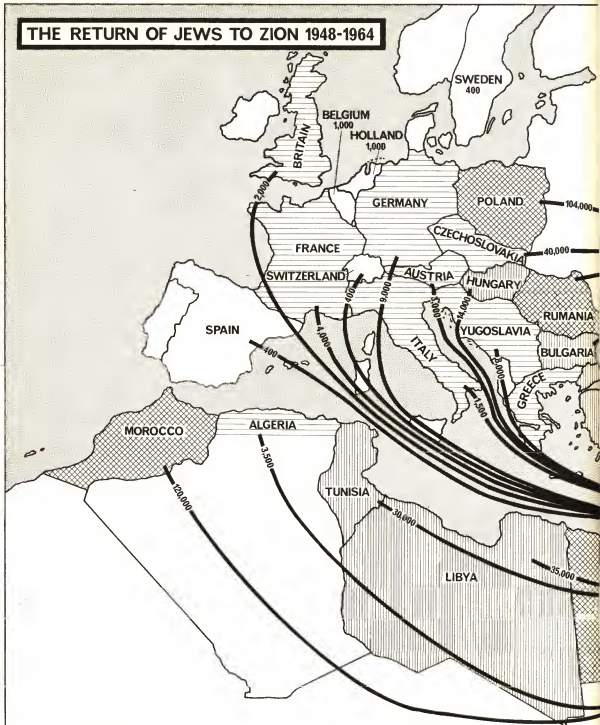 THE RETURN OF JEWS TO ZION 1948-1964
SWEDEN
400
BELGIUM
1,000
HOLLAND
1,000
BRITAIN
2,000
GERMANY
POLAND
104,000
CZECHOSLOVAKIA
40,000
FRANCE
SWITZERLAND
400
9,000
AUSTRIA
3,000
14,000
HUNGARY
RUMANIA
YUGOSLAVIA
8,000
BULGARIA
SPAIN
400
4,000
ITALY
1,500
GREECE
MOROCCO
120,000
ALGERIA
3,500
TUNISIA
30,000
LIBYA
35,000